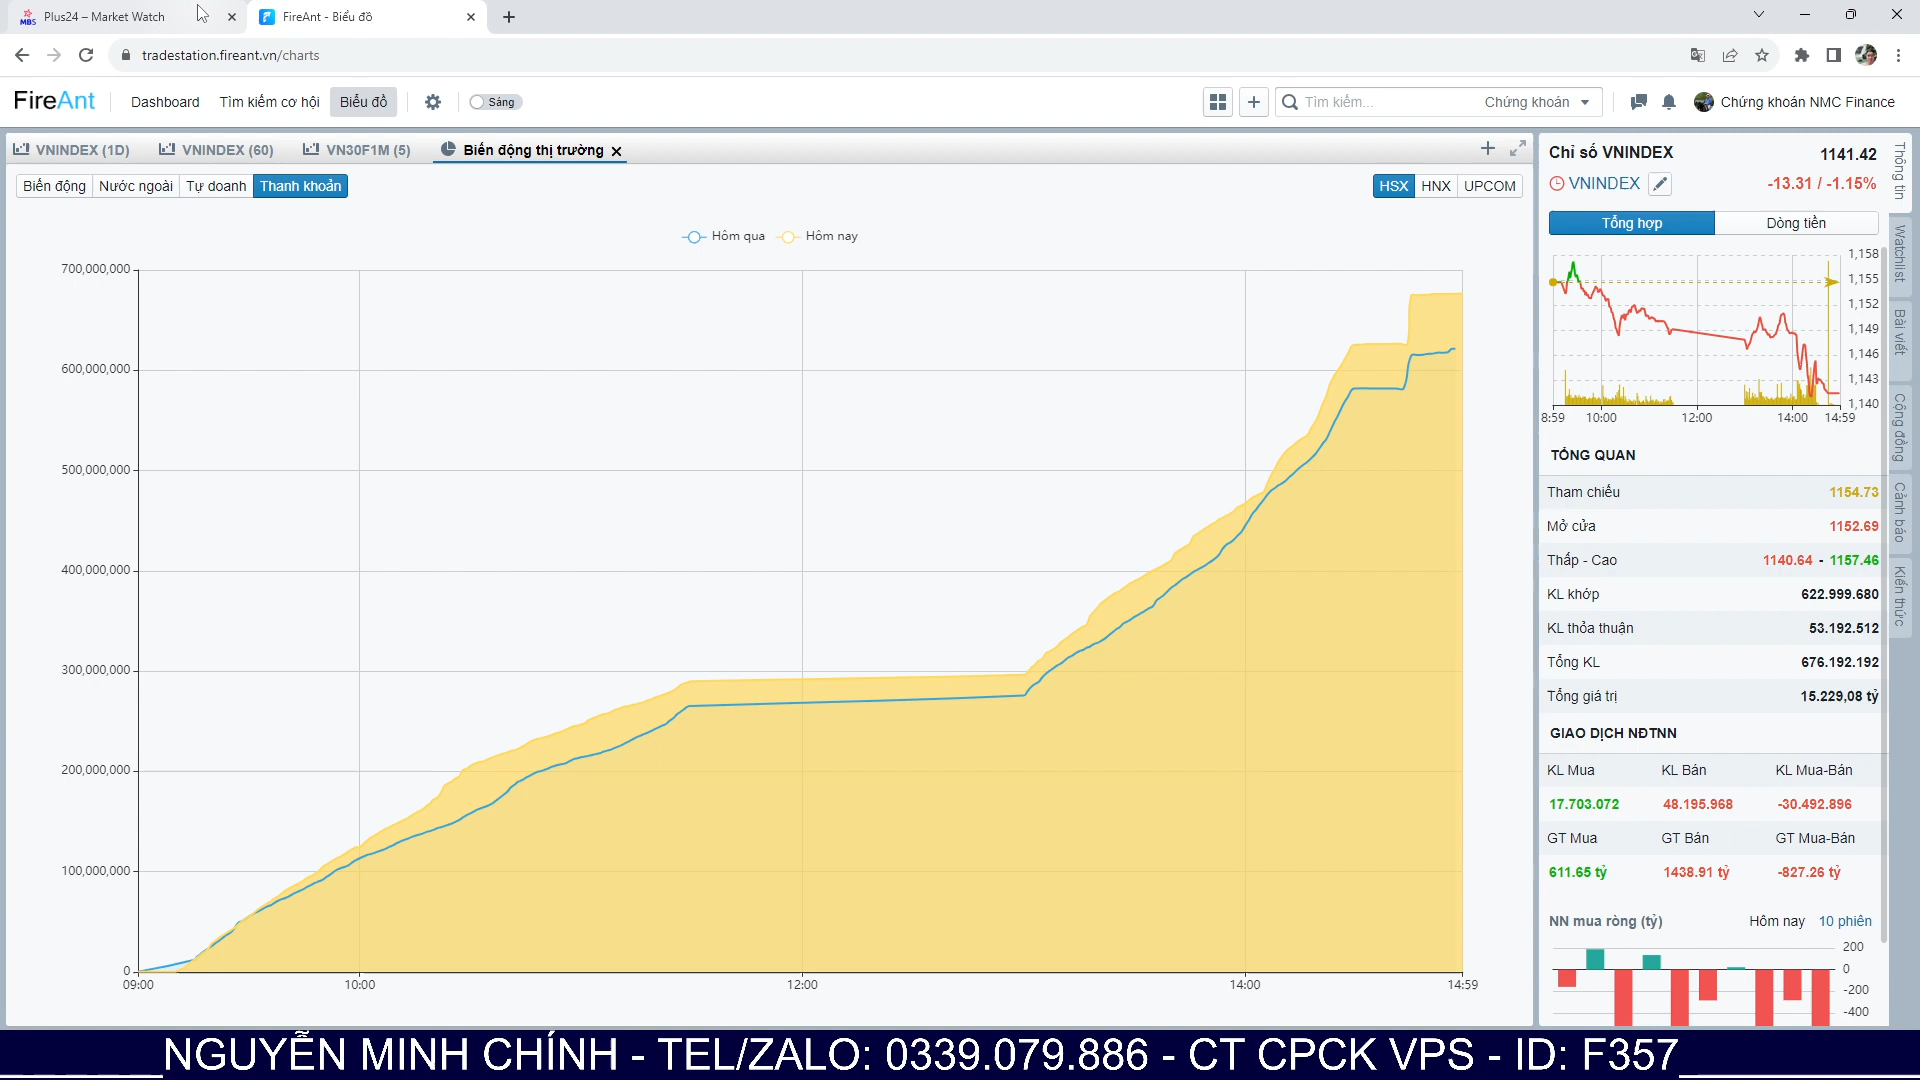 MBS Plus24 – Market Watch
FireAnt - Biểu đồ
tradestation.fireant.vn/charts
FireAnt
Dashboard
Tìm kiếm cơ hội
Biểu đồ
Sáng
Tìm kiếm...
Chứng khoán
Chứng khoán NMC Finance
VNINDEX (1D)
VNINDEX (60)
VN30F1M (5)
Biến động thị trường
Biến động
Nước ngoài
Tự doanh
Thanh khoản
HSX
HNX
UPCOM
Hôm qua
Hôm nay
700,000,000
600,000,000
500,000,000
400,000,000
300,000,000
200,000,000
100,000,000
0
09:00
10:00
12:00
14:00
14:59
Chỉ số VNINDEX
1141.42
VNINDEX
-13.31 / -1.15%
Tổng hợp
Dòng tiền
1,158
1,155
1,152
1,149
1,146
1,143
1,140
8:59
10:00
12:00
14:00
14:59
TỔNG QUAN
Tham chiếu 1154.73
Mở cửa 1152.69
Thấp - Cao 1140.64 - 1157.46
KL khớp 622.999.680
KL thỏa thuận 53.192.512
Tổng KL 676.192.192
Tổng giá trị 15.229,08 tỷ
GIAO DỊCH NĐTNN
KL Mua KL Bán KL Mua-Bán
17.703.072 48.195.968 -30.492.896
GT Mua GT Bán GT Mua-Bán
611.65 tỷ 1438.91 tỷ -827.26 tỷ
NN mua ròng (tỷ) Hôm nay 10 phiên
200
0
-200
-400
Thông tin
Watchlist
Bài viết
Cộng đồng
Cảnh báo
Kiến thức
NGUYỄN MINH CHÍNH - TEL/ZALO: 0339.079.886 - CT CPCK VPS - ID: F357